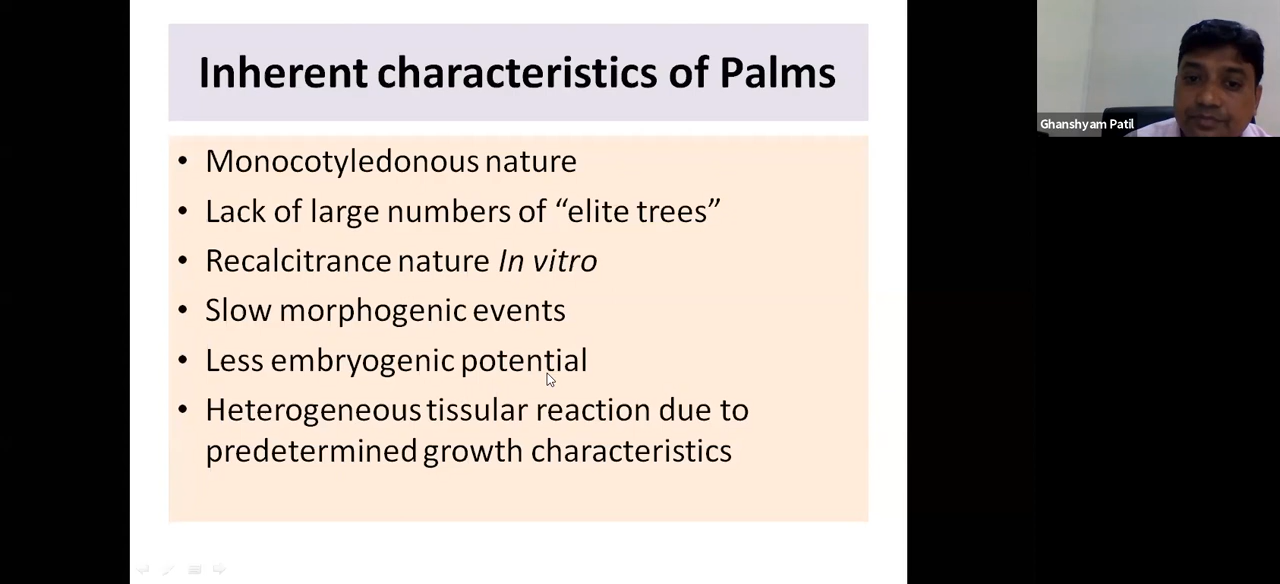 Inherent characteristics of Palms
Ghanshyam Patil
• Monocotyledonous nature
• Lack of large numbers of “elite trees”
• Recalcitrance nature In vitro
• Slow morphogenic events
• Less embryogenic potential
• Heterogeneous tissular reaction due to
predetermined growth characteristics